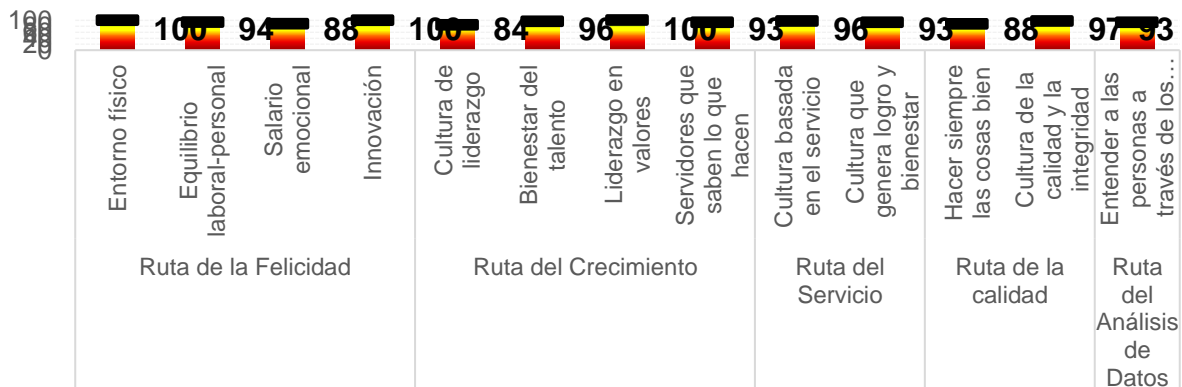 100
20
0
100 94 88 100 84 96 100 93 96 93 88 97 93
Entorno físico
Equilibrio
laboral-personal
Salario
emocional
Innovación
Cultura de
liderazgo
Bienestar del
talento
Liderazgo en
valores
Servidores que
saben lo que
hacen
Cultura basada
en el servicio
Cultura que
genera logro y
bienestar
Hacer siempre
las cosas bien
Cultura de la
calidad y la
integridad
Entender a las
personas a
través de los…
Ruta de la Felicidad
Ruta del Crecimiento
Ruta del
Servicio
Ruta de la
calidad
Ruta
del
Análisis
de
Datos